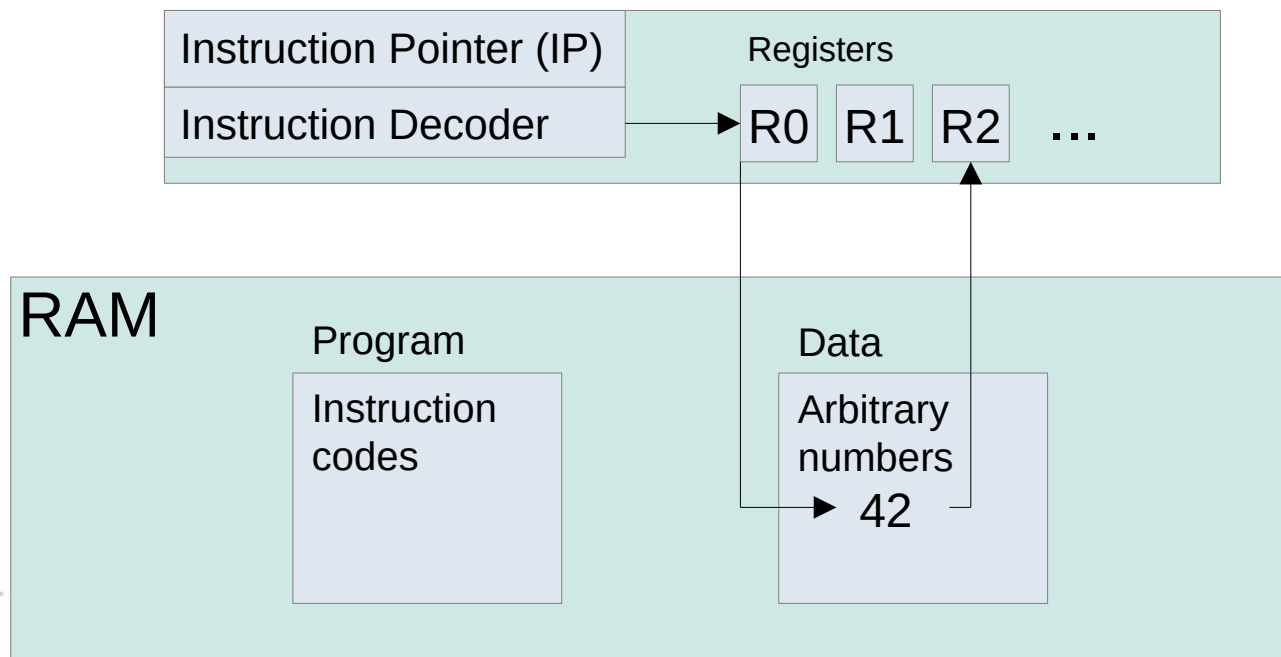 Instruction Pointer (IP)
Registers
Instruction Decoder
R0 R1 R2 ...
RAM
Program
Data
Instruction
codes
Arbitrary
numbers
42